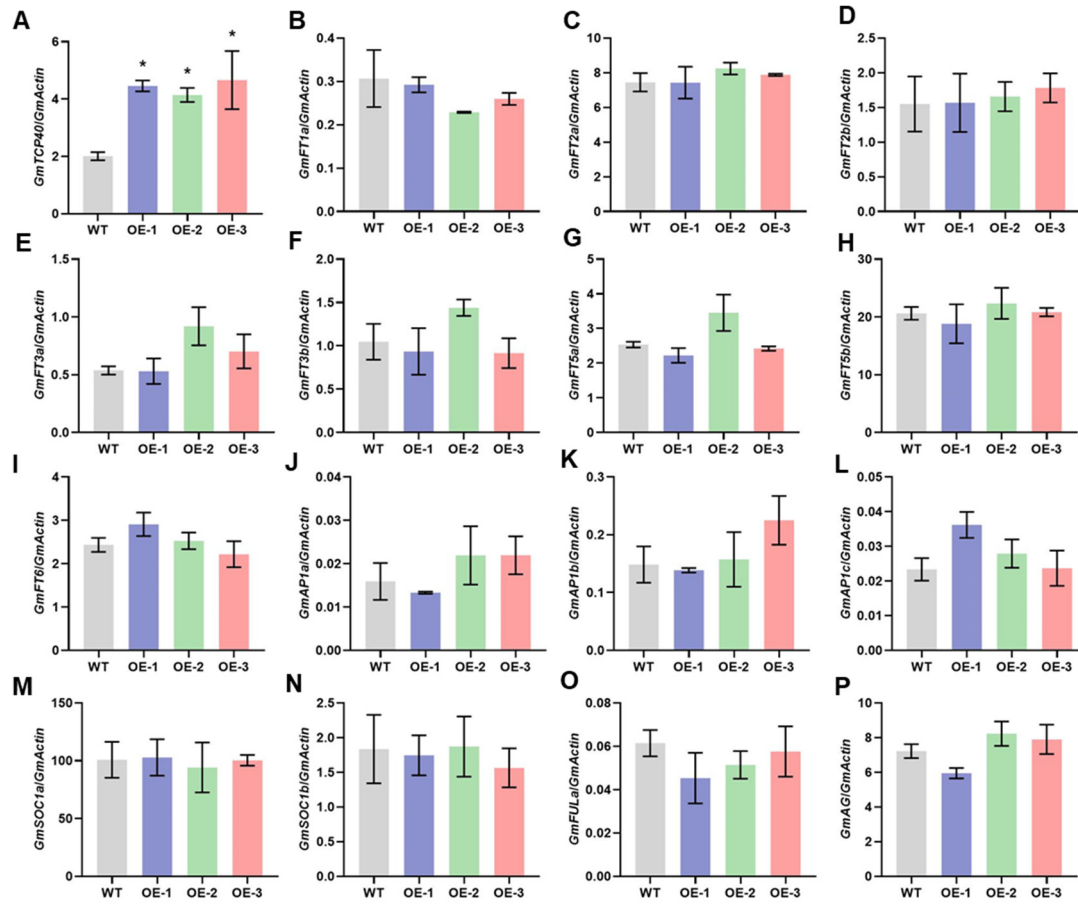 A
GmTCP40/GmActin
6
4
2
0
* * *
WT OE-1 OE-2 OE-3
B
GmFT1a/GmActin
0.4
0.3
0.2
0.1
0.0
WT OE-1 OE-2 OE-3
C
GmFT2a/GmActin
10
8
6
4
2
0
WT OE-1 OE-2 OE-3
D
GmFT2b/GmActin
2.5
2.0
1.5
1.0
0.5
0.0
WT OE-1 OE-2 OE-3
E
GmFT3a/GmActin
1.5
1.0
0.5
0.0
WT OE-1 OE-2 OE-3
F
GmFT3b/GmActin
2.0
1.5
1.0
0.5
0.0
WT OE-1 OE-2 OE-3
G
GmFT5a/GmActin
5
4
3
2
1
0
WT OE-1 OE-2 OE-3
H
GmFT5b/GmActin
30
20
10
0
WT OE-1 OE-2 OE-3
I
GmFT6/GmActin
4
3
2
1
0
WT OE-1 OE-2 OE-3
J
GmAP1a/GmActin
0.04
0.03
0.02
0.01
0.00
WT OE-1 OE-2 OE-3
K
GmAP1b/GmActin
0.3
0.2
0.1
0.0
WT OE-1 OE-2 OE-3
L
GmAP1c/GmActin
0.05
0.04
0.03
0.02
0.01
0.00
WT OE-1 OE-2 OE-3
M
GmSOC1a/GmActin
150
100
50
0
WT OE-1 OE-2 OE-3
N
GmSOC1b/GmActin
2.5
2.0
1.5
1.0
0.5
0.0
WT OE-1 OE-2 OE-3
O
GmFULa/GmActin
0.08
0.06
0.04
0.02
0.00
WT OE-1 OE-2 OE-3
P
GmAG/GmActin
10
8
6
4
2
0
WT OE-1 OE-2 OE-3